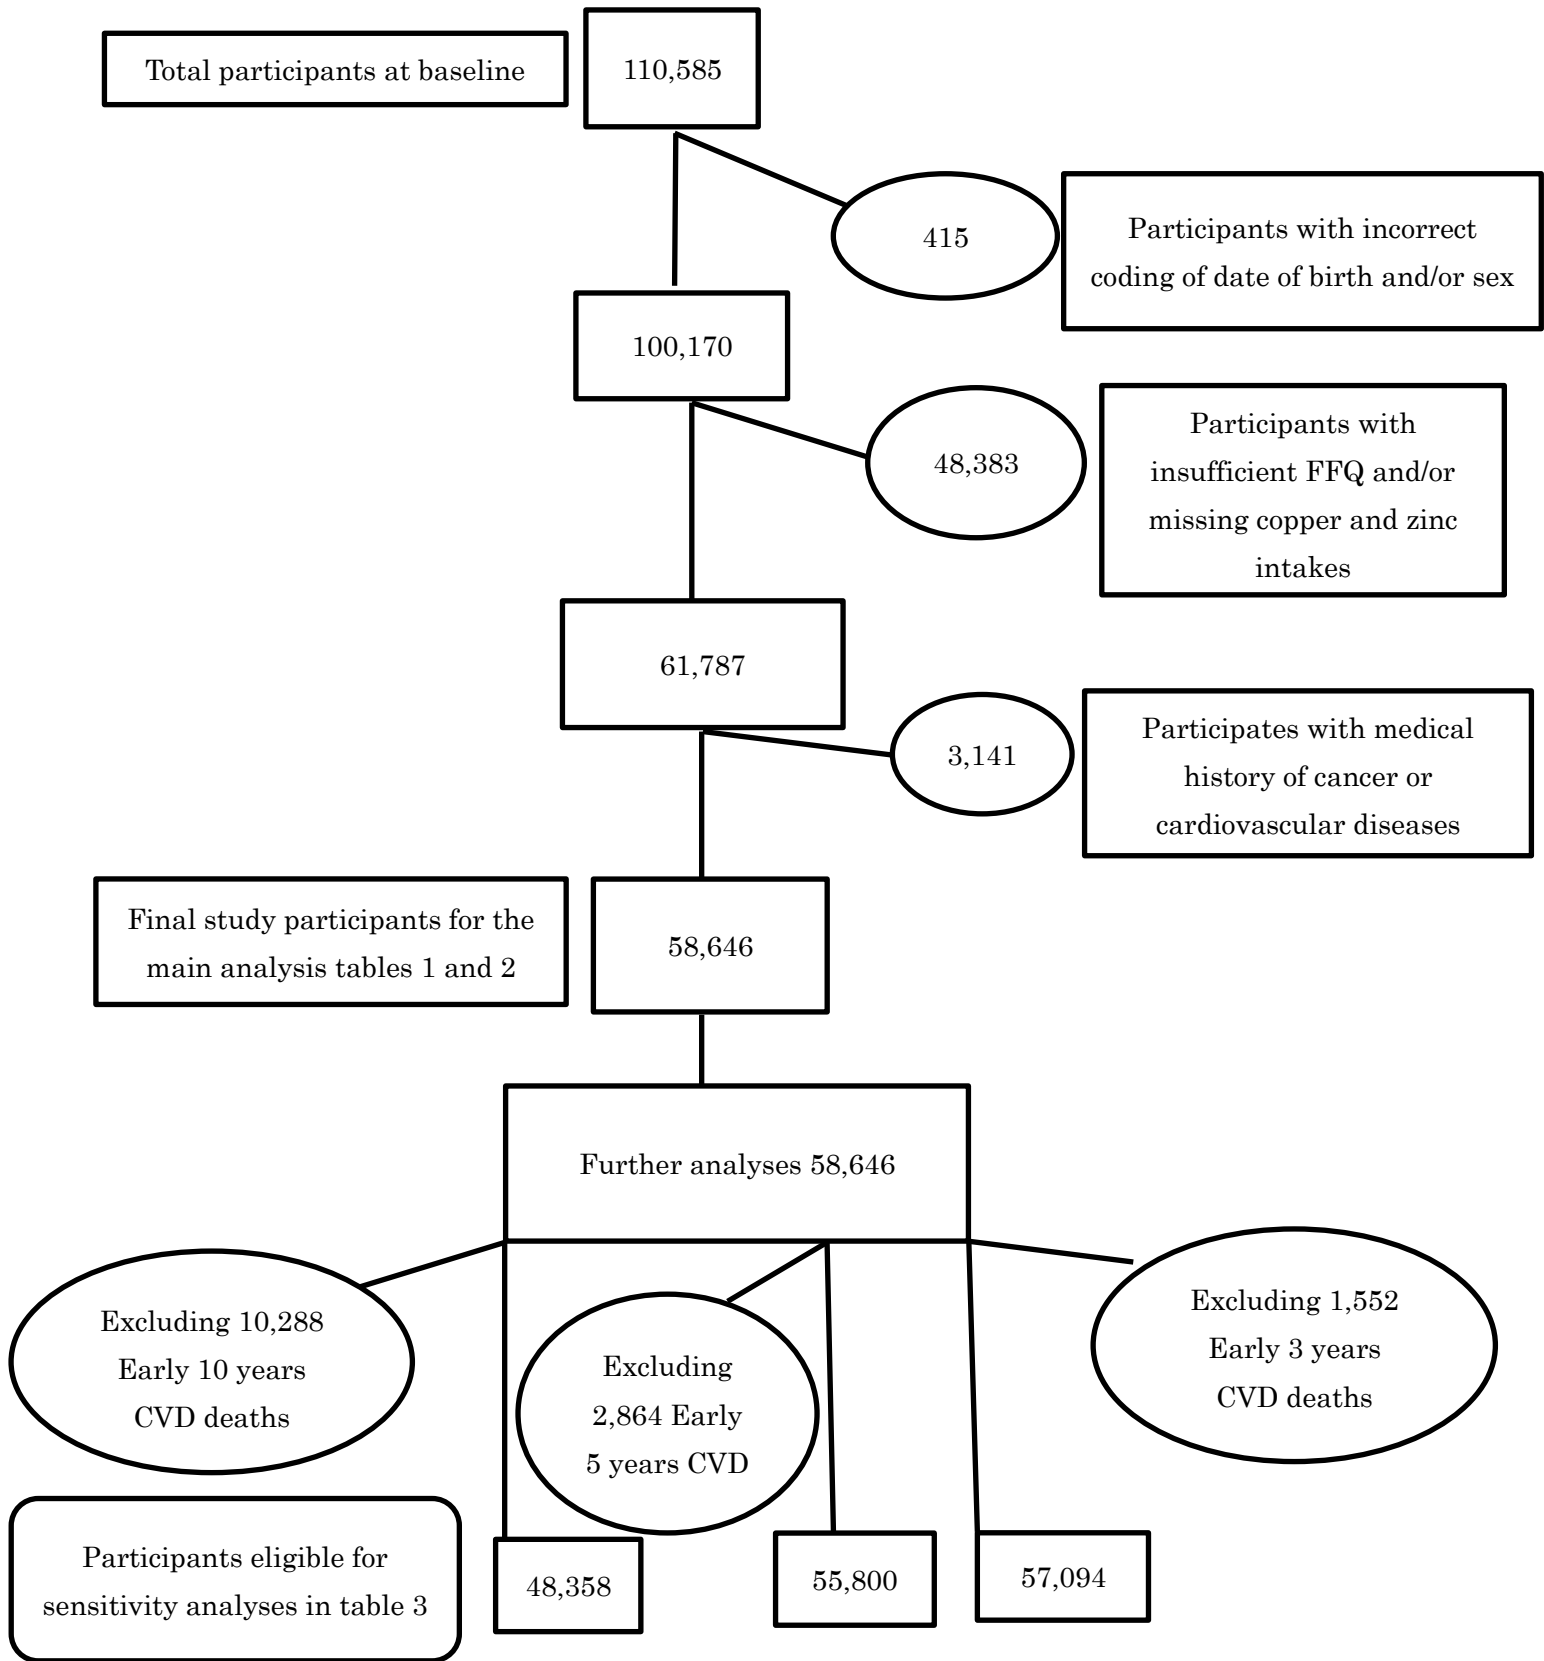 Total participants at baseline
110,585
415
Participants with incorrect
coding of date of birth and/or sex
100,170
48,383
Participants with
insufficient FFQ and/or
missing copper and zinc
intakes
61,787
3,141
Participates with medical
history of cancer or
cardiovascular diseases
Final study participants for the
main analysis tables 1 and 2
58,646
Further analyses 58,646
Excluding 10,288
Early 10 years
CVD deaths
Excluding
2,864 Early
5 years CVD
Excluding 1,552
Early 3 years
CVD deaths
Participants eligible for
sensitivity analyses in table 3
48,358
55,800
57,094